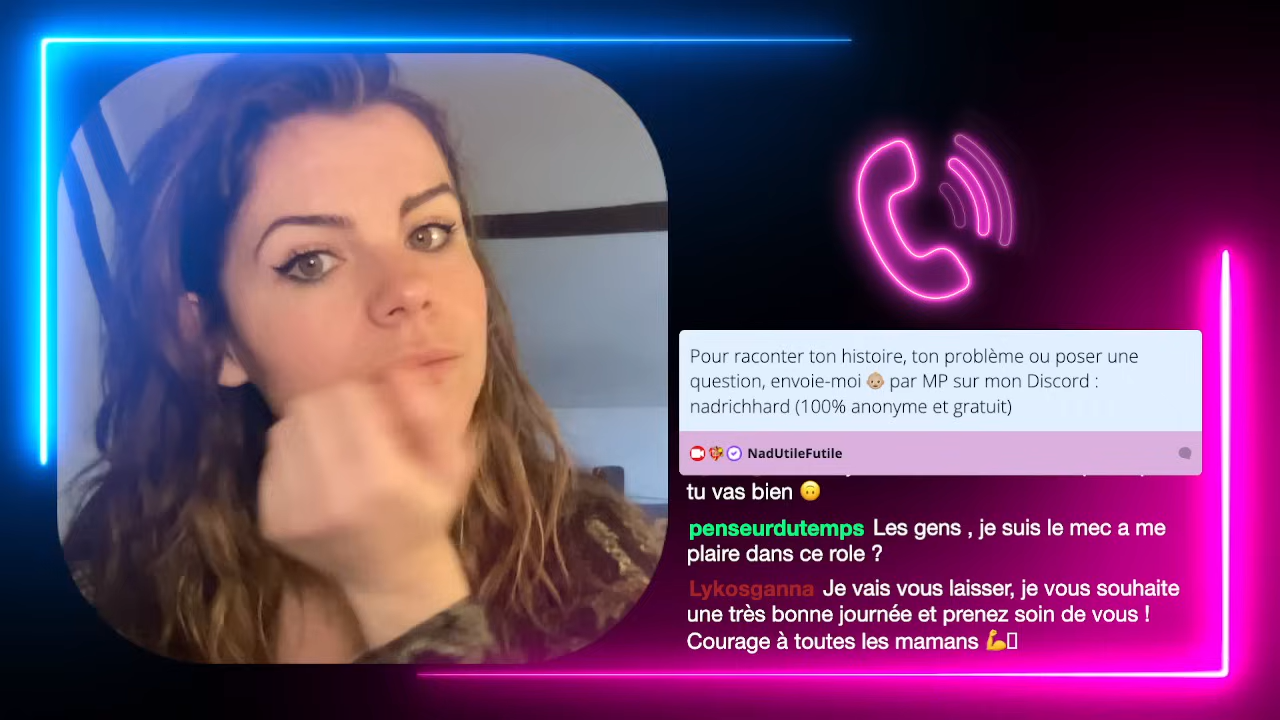 Pour raconter ton histoire, ton problème ou poser une
question, envoie-moi 👶🏼 par MP sur mon Discord :
nadrichhard (100% anonyme et gratuit)
NadUtileFutile
tu vas bien 🙃
penseurdutemps Les gens , je suis le mec a me
plaire dans ce role ?
Lykosganna Je vais vous laisser, je vous souhaite
une très bonne journée et prenez soin de vous !
Courage à toutes les mamans 💪